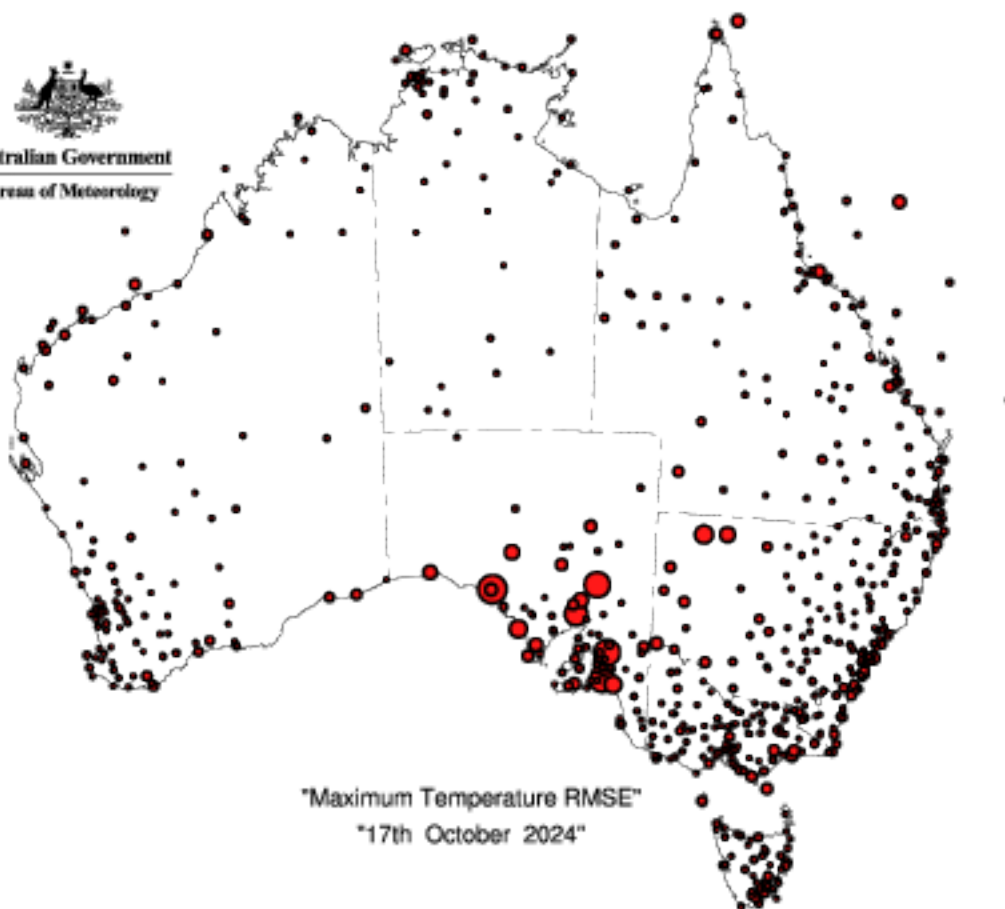 tralian Government
reau of Meteorology
"Maximum Temperature RMSE"
"17th October 2024"